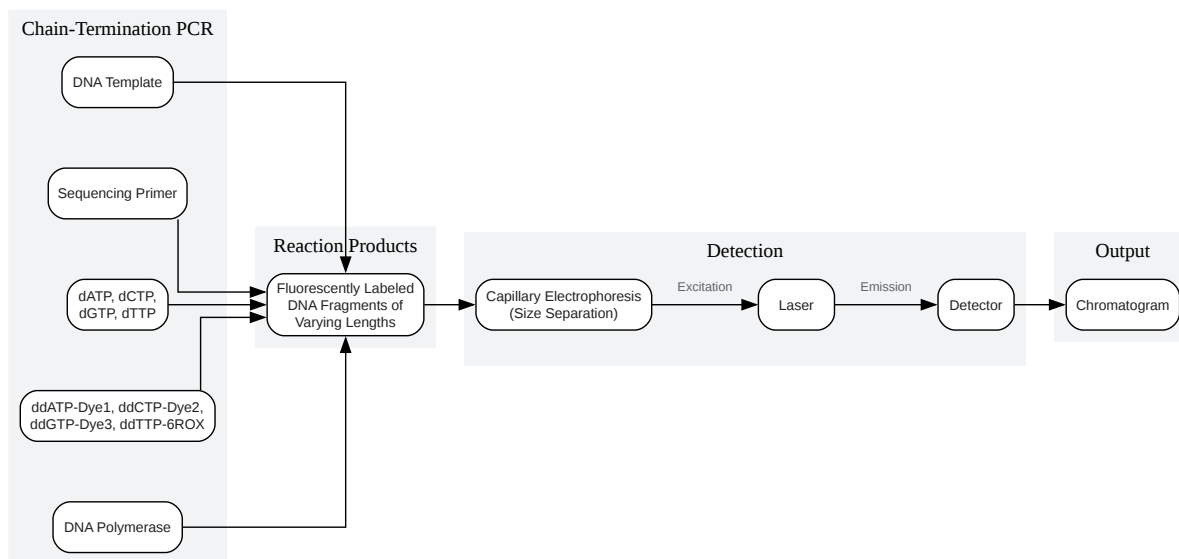 Chain-Termination PCR
DNA Template
Sequencing Primer
dATP, dCTP,
dGTP, dTTP
ddATP-Dye1, ddCTP-Dye2,
ddGTP-Dye3, ddTTP-6ROX
DNA Polymerase
Reaction Products
Fluorescently Labeled
DNA Fragments of
Varying Lengths
Detection
Capillary Electrophoresis
(Size Separation)
Excitation
Laser
Emission
Detector
Output
Chromatogram